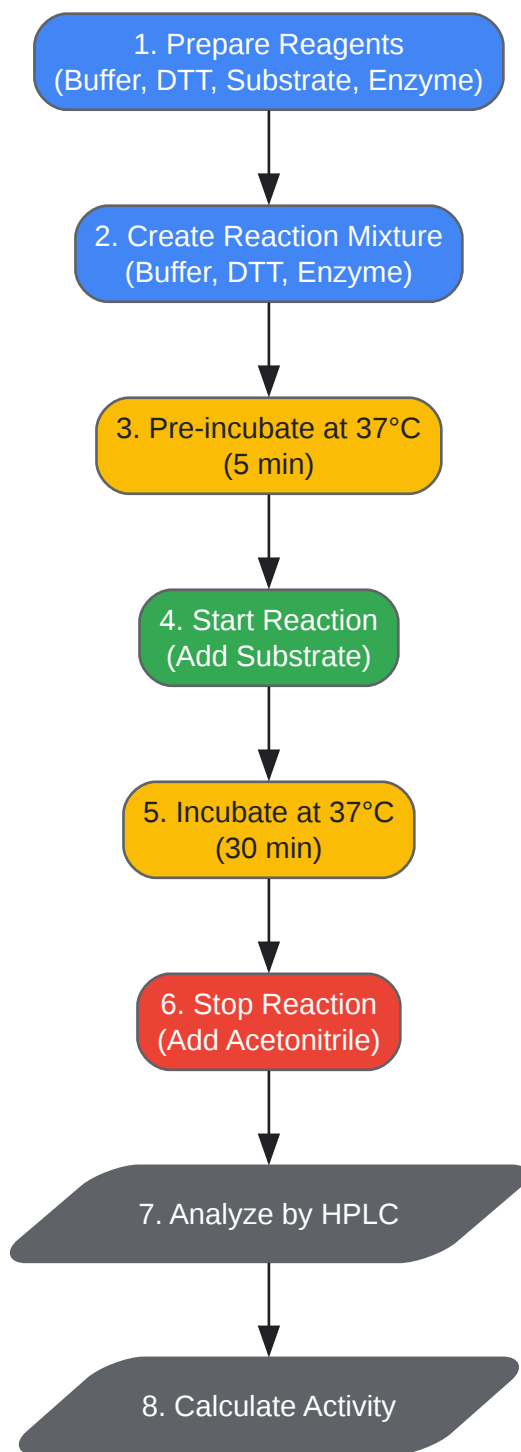 1. Prepare Reagents
(Buffer, DTT, Substrate, Enzyme)
2. Create Reaction Mixture
(Buffer, DTT, Enzyme)
3. Pre-incubate at 37°C
(5 min)
4. Start Reaction
(Add Substrate)
5. Incubate at 37°C
(30 min)
6. Stop Reaction
(Add Acetonitrile)
7. Analyze by HPLC
8. Calculate Activity